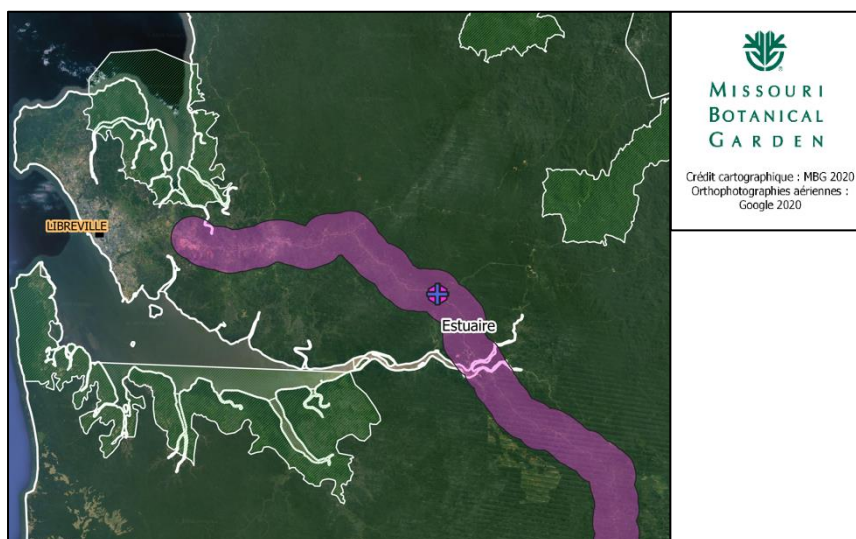 LIBREVILLE
Estuaire
MISSOURI
BOTANICAL
GARDEN
Crédit cartographique : MBG 2020
Orthophotographies aériennes :
Google 2020